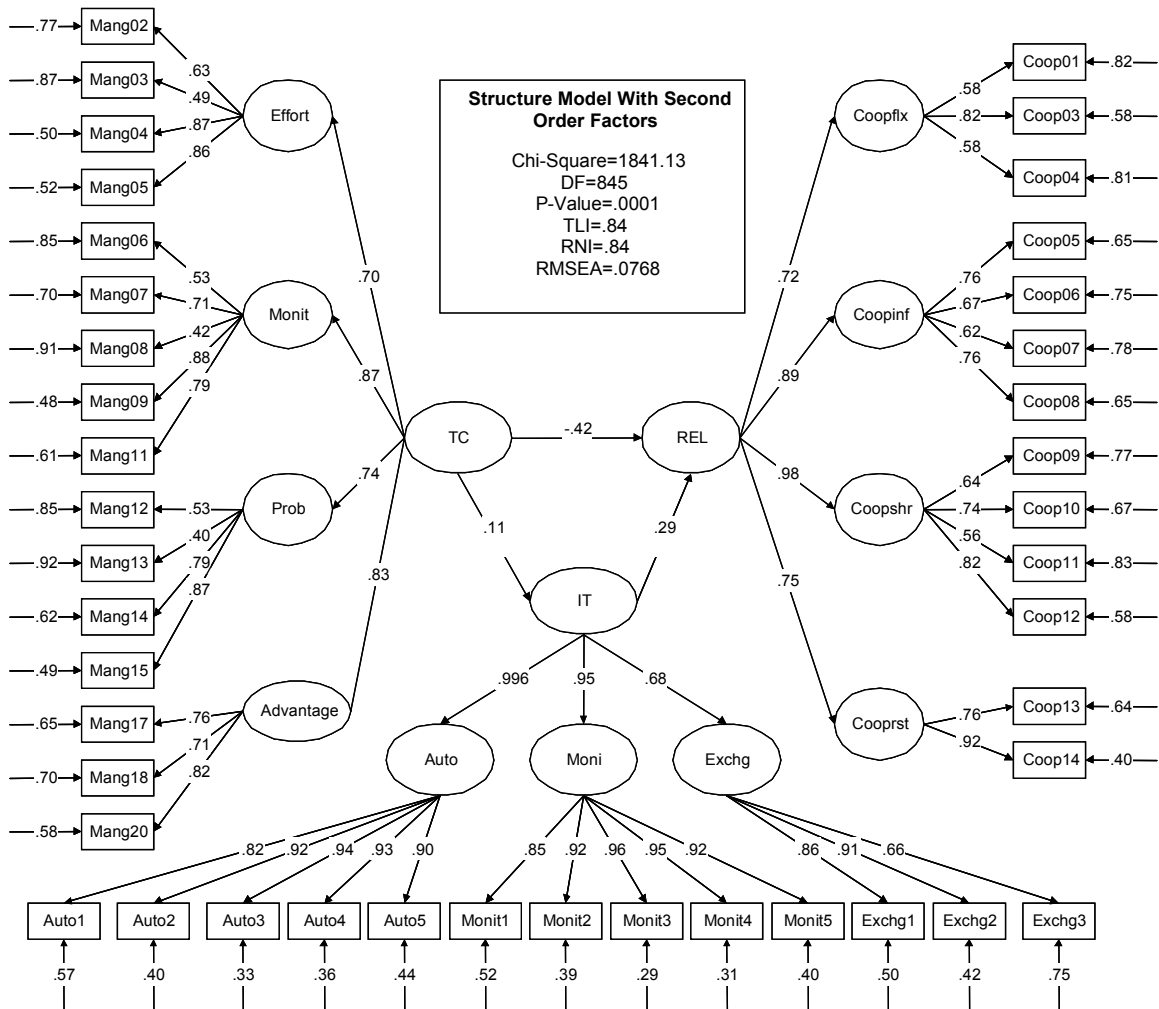 Structure Model With Second
Order Factors
Chi-Square=1841.13
DF=845
P-Value=.0001
TLI=.84
RNI=.84
RMSEA=.0768
.77 Mang02 .63
.87 Mang03 .49
.50 Mang04 .87
.52 Mang05 .86
Effort .70
.85 Mang06 .53
.70 Mang07 .71
.91 Mang08 .42
.48 Mang09 .88
.61 Mang11 .79
Monit .87
.85 Mang12 .53
.92 Mang13 .40
.62 Mang14 .79
.49 Mang15 .87
Prob .74
.65 Mang17 .76
.70 Mang18 .71
.58 Mang20 .82
Advantage .83
TC -.42 REL
.11 .29
IT
.996 .95 .68
Auto Moni Exchg
.82 .92 .94 .93 .90 .85 .92 .96 .95 .92 .86 .91 .66
Auto1 Auto2 Auto3 Auto4 Auto5 Monit1 Monit2 Monit3 Monit4 Monit5 Exchg1 Exchg2 Exchg3
.57 .40 .33 .36 .44 .52 .39 .29 .31 .40 .50 .42 .75
.72 Coopflx
.58 Coop01 .82
.82 Coop03 .58
.58 Coop04 .81
.89 Coopinf
.76 Coop05 .65
.67 Coop06 .75
.62 Coop07 .78
.76 Coop08 .65
.98 Coopshr
.64 Coop09 .77
.74 Coop10 .67
.56 Coop11 .83
.82 Coop12 .58
.75 Cooprst
.76 Coop13 .64
.92 Coop14 .40